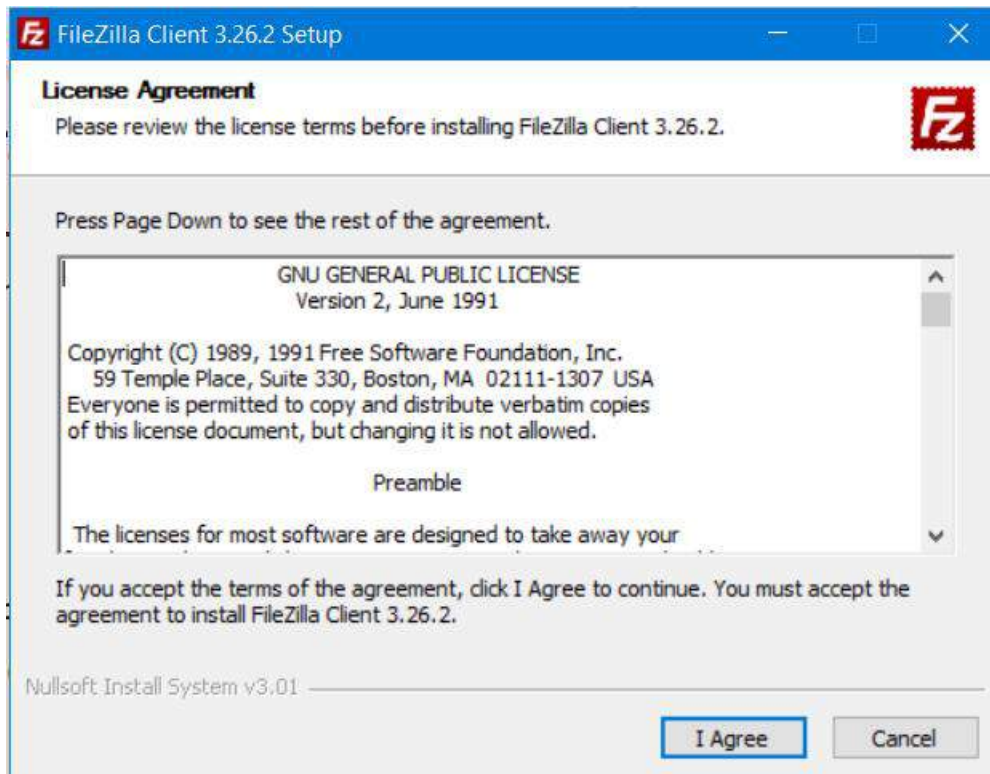 FileZilla Client 3.26.2 Setup
License Agreement
Please review the license terms before installing FileZilla Client 3.26.2.
Fz
Press Page Down to see the rest of the agreement.
GNU GENERAL PUBLIC LICENSE
Version 2, June 1991
Copyright (C) 1989, 1991 Free Software Foundation, Inc.
59 Temple Place, Suite 330, Boston, MA 02111-1307 USA
Everyone is permitted to copy and distribute verbatim copies
of this license document, but changing it is not allowed.
Preamble
The licenses for most software are designed to take away your
If you accept the terms of the agreement, click I Agree to continue. You must accept the
agreement to install FileZilla Client 3.26.2.
Nullsoft Install System v3.01
I Agree
Cancel